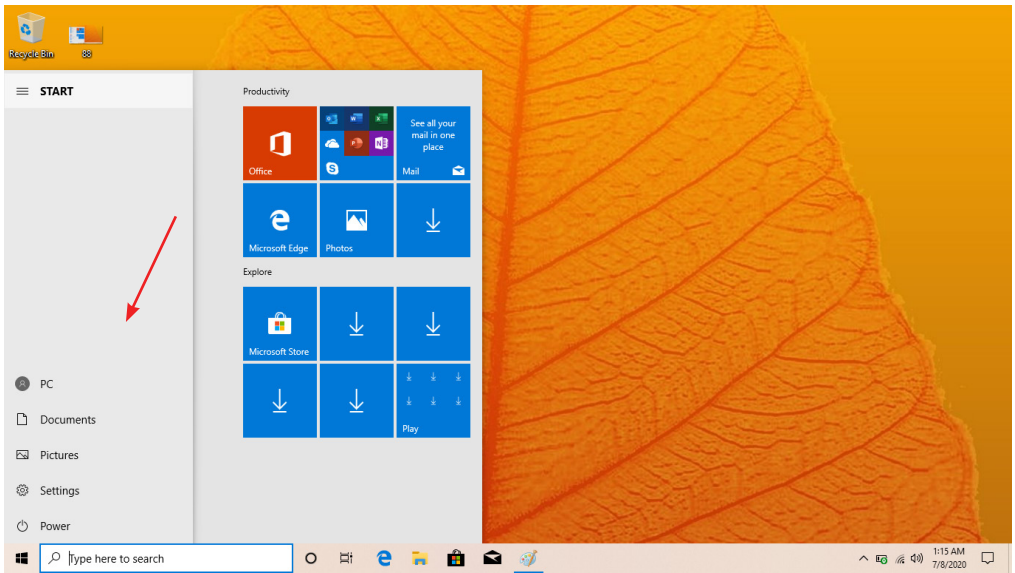 Recycle Bin
83
START
Productivity
Office
See all your
mail in one
place
Mail
Microsoft Edge
Photos
Explore
Microsoft Store
Play
PC
Documents
Pictures
Settings
Power
Type here to search
1:15 AM
7/8/2020